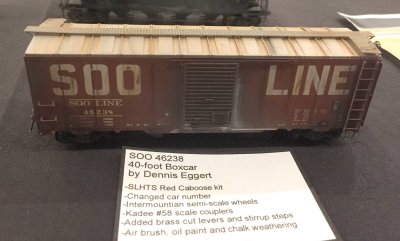 SOO LINE
SOO LINE
46238
SOO 46238
40-foot Boxcar
by Dennis Eggert
-SLHTS Red Caboose kit
-Changed car number
-Intermountian semi-scale wheels
-Kadee #58 scale couplers
-Added brass cut levers and stirrup steps
-Air brush, oil paint and chalk weathering